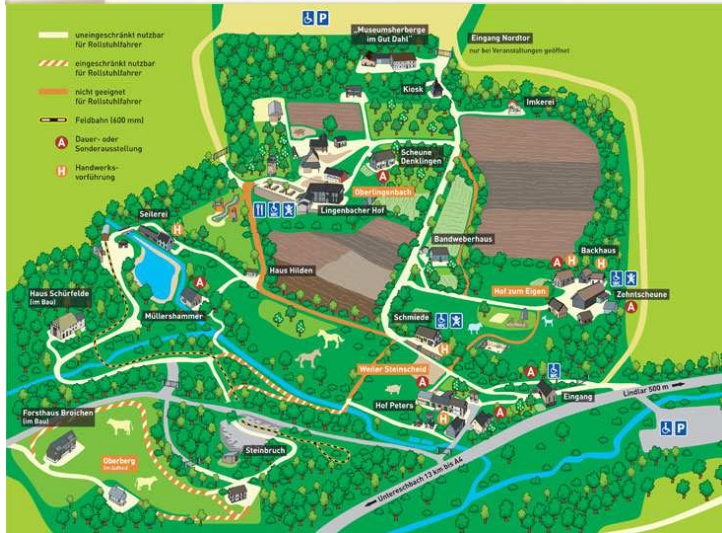 uneingeschränkt nutzbar
für Rollstuhlfahrer
eingeschränkt nutzbar
für Rollstuhlfahrer
nicht geeignet
für Rollstuhlfahrer
Feldbahn (600 mm)
A
Dauer- oder
Sonderausstellung
H
Handwerks-
vorführung
P
„Museumsherberge
im Gut Dahl"
Eingang Nordtor
nur bei Veranstaltungen geöffnet
Kiosk
Imkerei
Scheune
Denklingen
A
Oberlingenbach
Lingenbacher Hof
Seilerei
H
Bandweberhaus
A H
Backhaus
H
Haus Hilden
Hof zum Eigen
Zehntscheune
A
Haus Schürfelde
(im Bau)
A
Müllershammer
Schmiede
H
Weiler Steinscheid
A
A
Eingang
Lindlar 500 m
Hof Peters
A
H
Forsthaus Broichen
(im Bau)
Oberberg
Steinbruch
P
Untereschbach 13 km bis A4